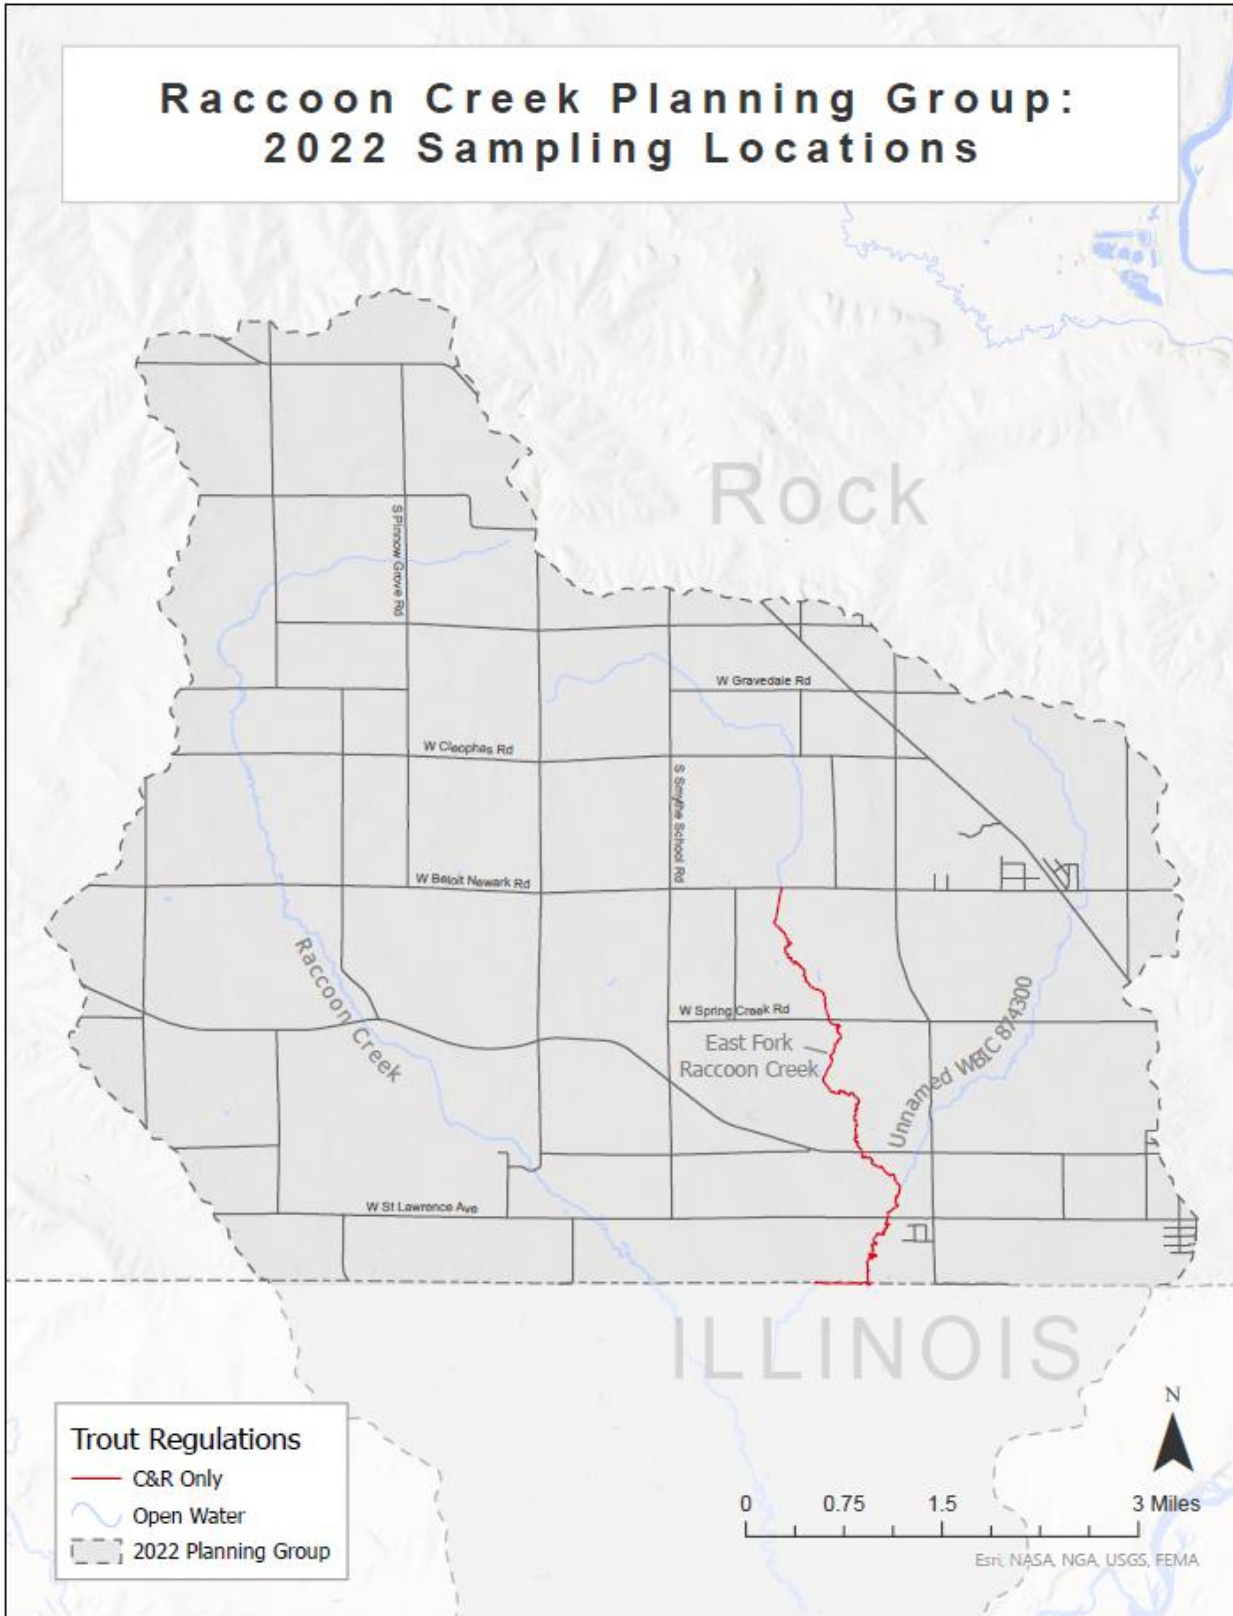 Raccoon Creek Planning Group:
2022 Sampling Locations
Rock
S Pinnow Grove Rd
W Gravedale Rd
W Cleophas Rd
S Smythe School Rd
W Beloit Newark Rd
Raccoon Creek
W Spring Creek Rd
East Fork
Raccoon Creek
Unnamed WBIC 874300
W St Lawrence Ave
ILLINOIS
Trout Regulations
C&R Only
Open Water
2022 Planning Group
N
0 0.75 1.5 3 Miles
Esri, NASA, NGA, USGS, FEMA